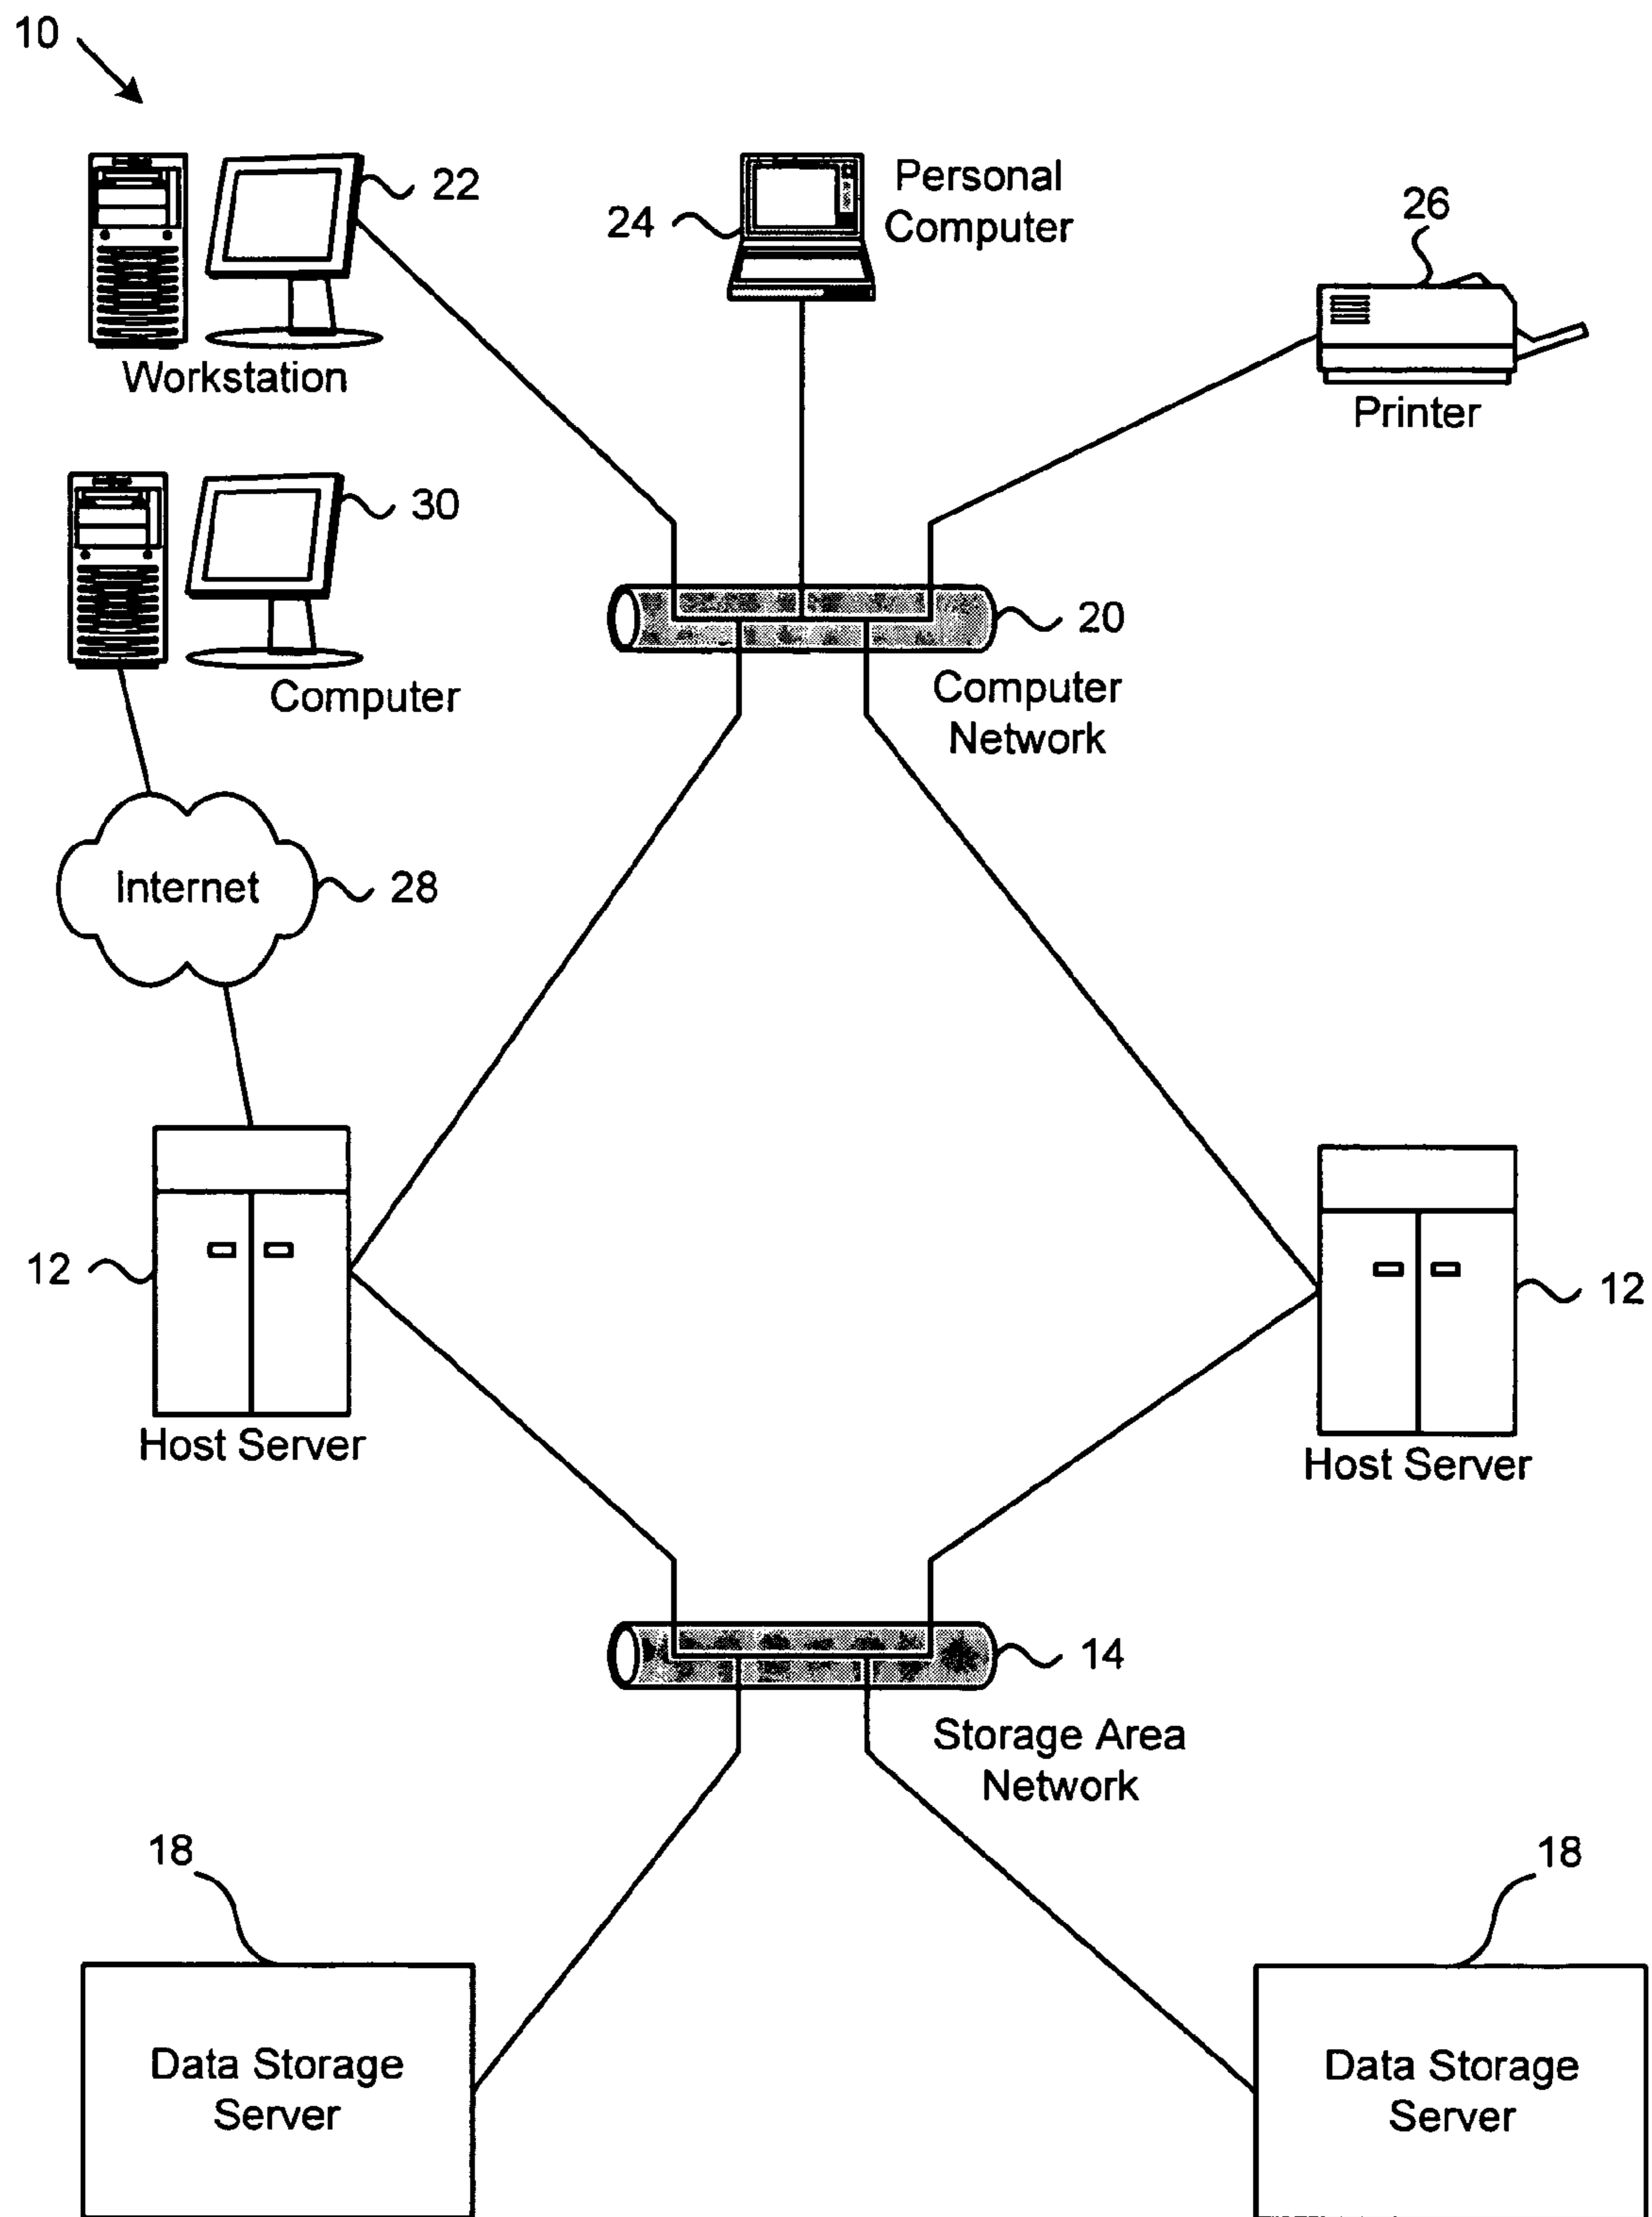 10
22
Workstation
24
Personal
Computer
26
Printer
30
Computer
20
Computer
Network
Internet
28
12
Host Server
12
Host Server
14
Storage Area
Network
18
Data Storage
Server
18
Data Storage
Server